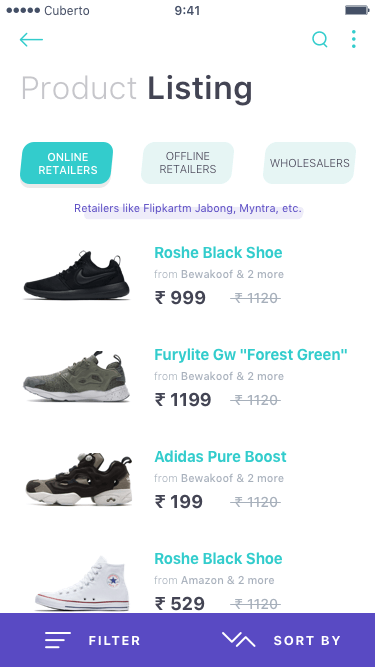 Cuberto 9:41
Product Listing
ONLINE
RETAILERS
OFFLINE
RETAILERS
WHOLESALERS
Retailers like Flipkartm Jabong, Myntra, etc.
Roshe Black Shoe
from Bewakoof & 2 more
₹ 999 ₹ 1120
Furylite Gw "Forest Green"
from Bewakoof & 2 more
₹ 1199 ₹ 1120
Adidas Pure Boost
from Bewakoof & 2 more
₹ 199 ₹ 1120
Roshe Black Shoe
from Amazon & 2 more
₹ 529 ₹ 1120
FILTER SORT BY